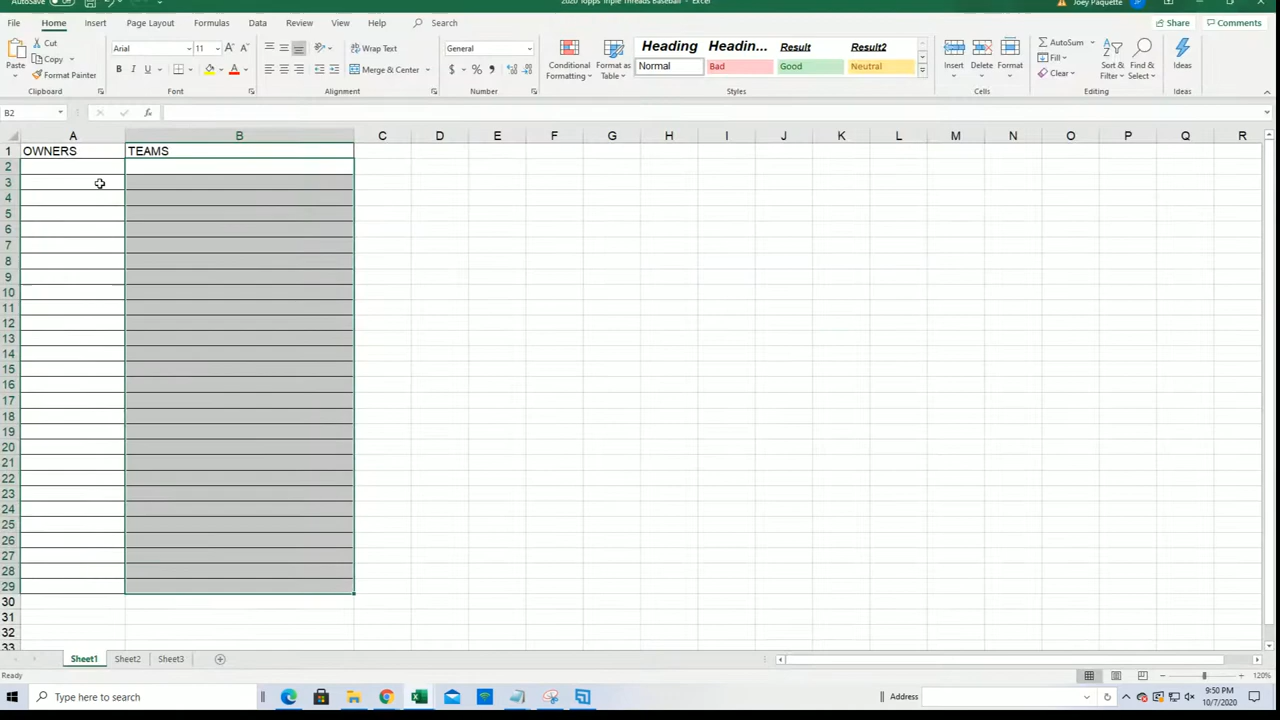 AutoSave Off 2020 Topps Triple Threads Baseball - Excel Joey Paquette JP
File Home Insert Page Layout Formulas Data Review View Help Search Share Comments
Paste Cut Copy Format Painter Clipboard
Arial 11 A A B I U A Font
Wrap Text Merge & Center Alignment
General $ % , Number
Conditional Formatting Format as Table
Heading Headin... Result Result2
Normal Bad Good Neutral Styles
Insert Delete Format Cells
AutoSum Fill Clear Sort & Filter Find & Select Editing
Ideas Ideas
B2 fx
A B C D E F G H I J K L M N O P Q R
1 OWNERS TEAMS
2
3
4
5
6
7
8
9
10
11
12
13
14
15
16
17
18
19
20
21
22
23
24
25
26
27
28
29
30
31
32
33
Sheet1 Sheet2 Sheet3
Ready 120%
Type here to search Address 9:50 PM
10/7/2020